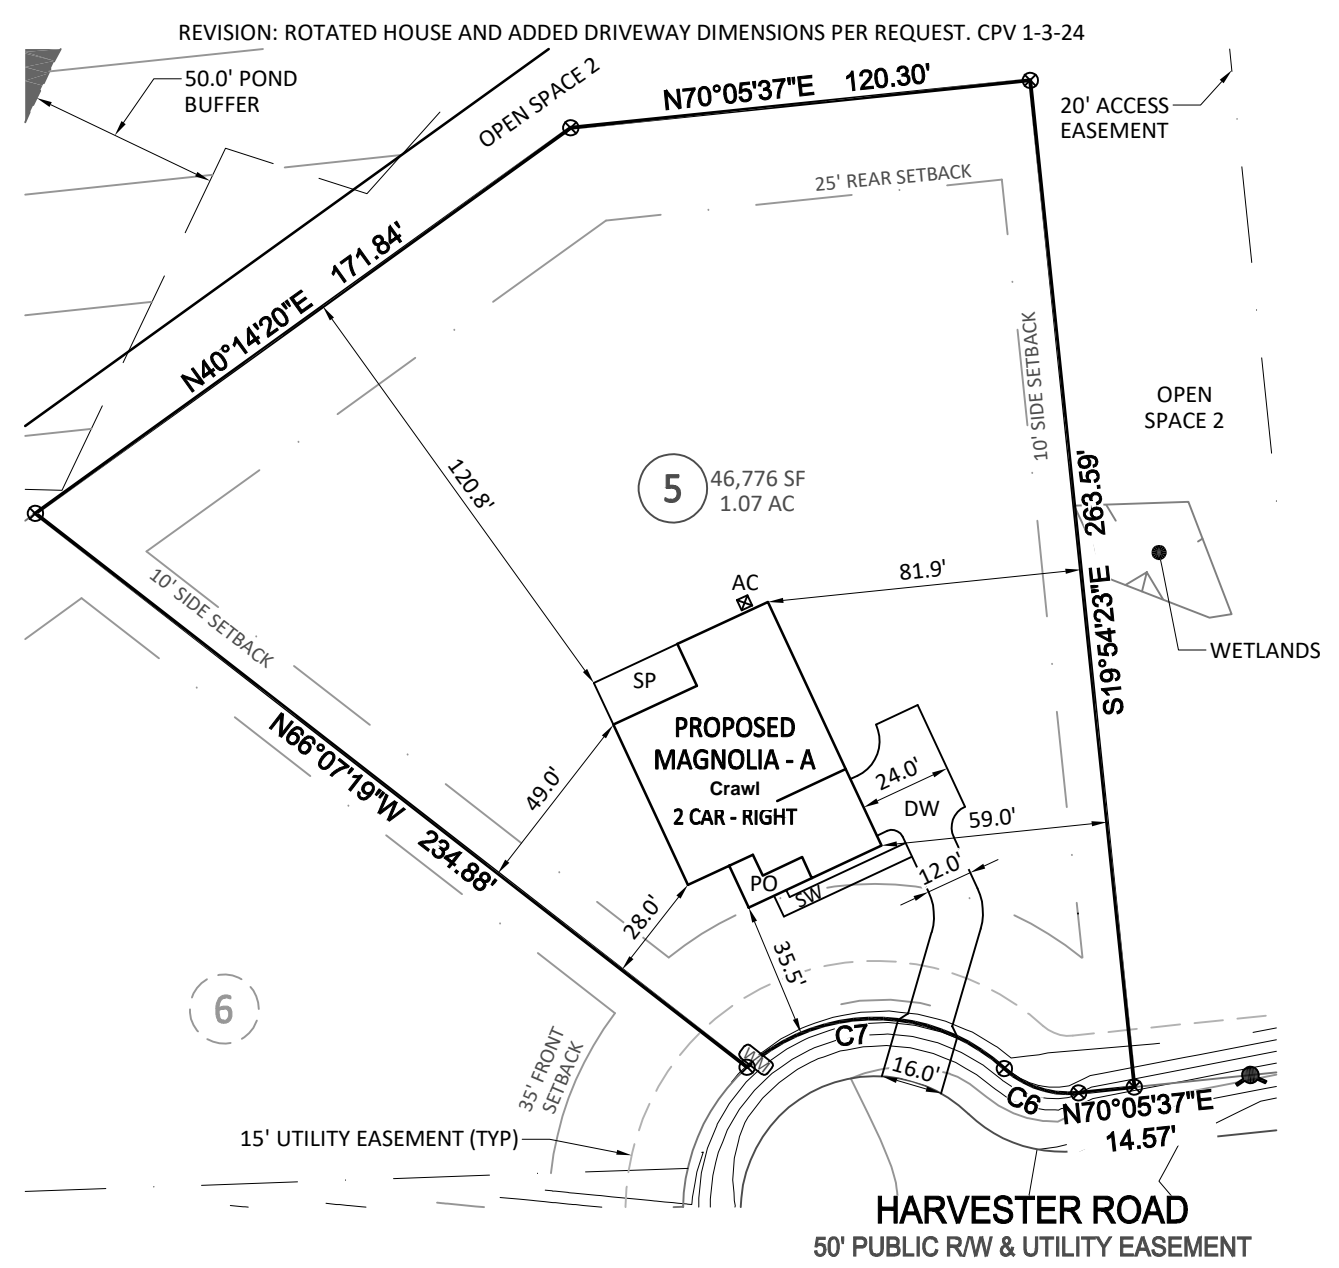 REVISION: ROTATED HOUSE AND ADDED DRIVEWAY DIMENSIONS PER REQUEST. CPV 1-3-24
50.0' POND
BUFFER
OPEN SPACE 2
N70°05'37"E 120.30'
20' ACCESS
EASEMENT
25' REAR SETBACK
N40°14'20"E 171.84'
10' SIDE SETBACK
OPEN
SPACE 2
120.8'
5
46,776 SF
1.07 AC
S19°54'23"E 263.59'
81.9'
AC
10' SIDE SETBACK
WETLANDS
SP
PROPOSED
MAGNOLIA - A
Crawl
2 CAR - RIGHT
N66°07'19"W 234.88'
49.0'
24.0'
DW
59.0'
12.0'
PO
SW
28.0'
35.5'
6
C7
WM
16.0'
C6
35' FRONT
SETBACK
N70°05'37"E
14.57'
15' UTILITY EASEMENT (TYP)
HARVESTER ROAD
50' PUBLIC R/W & UTILITY EASEMENT